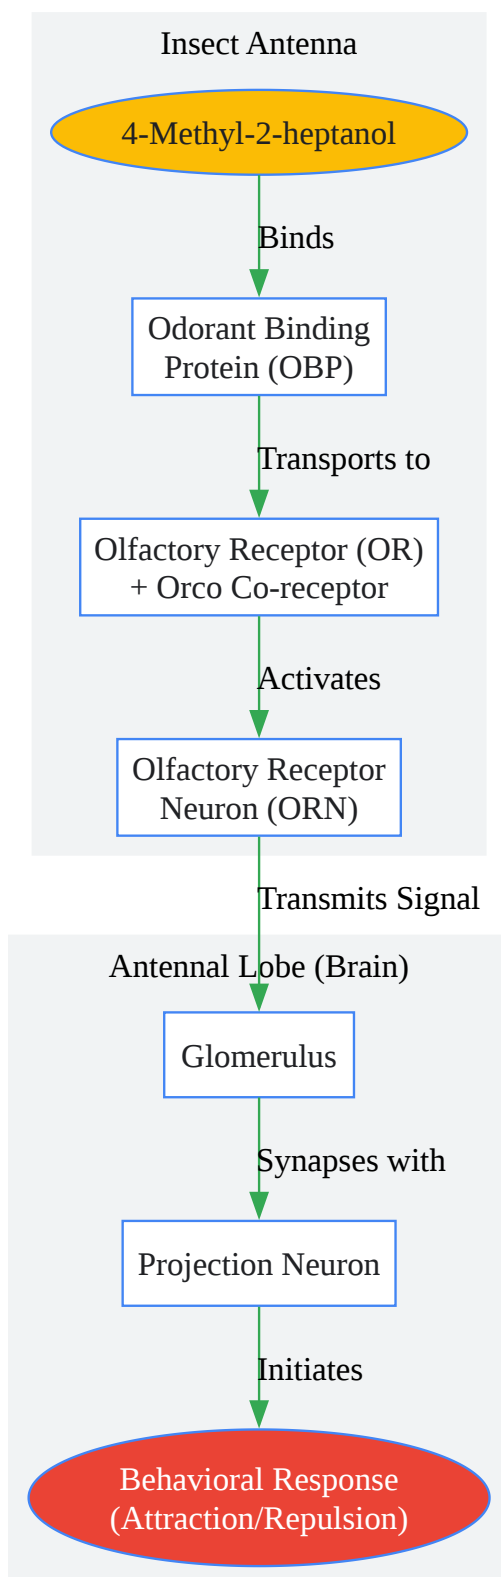 Insect Antenna
4-Methyl-2-heptanol
Binds
Odorant Binding
Protein (OBP)
Transports to
Olfactory Receptor (OR)
+ Orco Co-receptor
Activates
Olfactory Receptor
Neuron (ORN)
Transmits Signal
Antennal Lobe (Brain)
Glomerulus
Synapses with
Projection Neuron
Initiates
Behavioral Response
(Attraction/Repulsion)